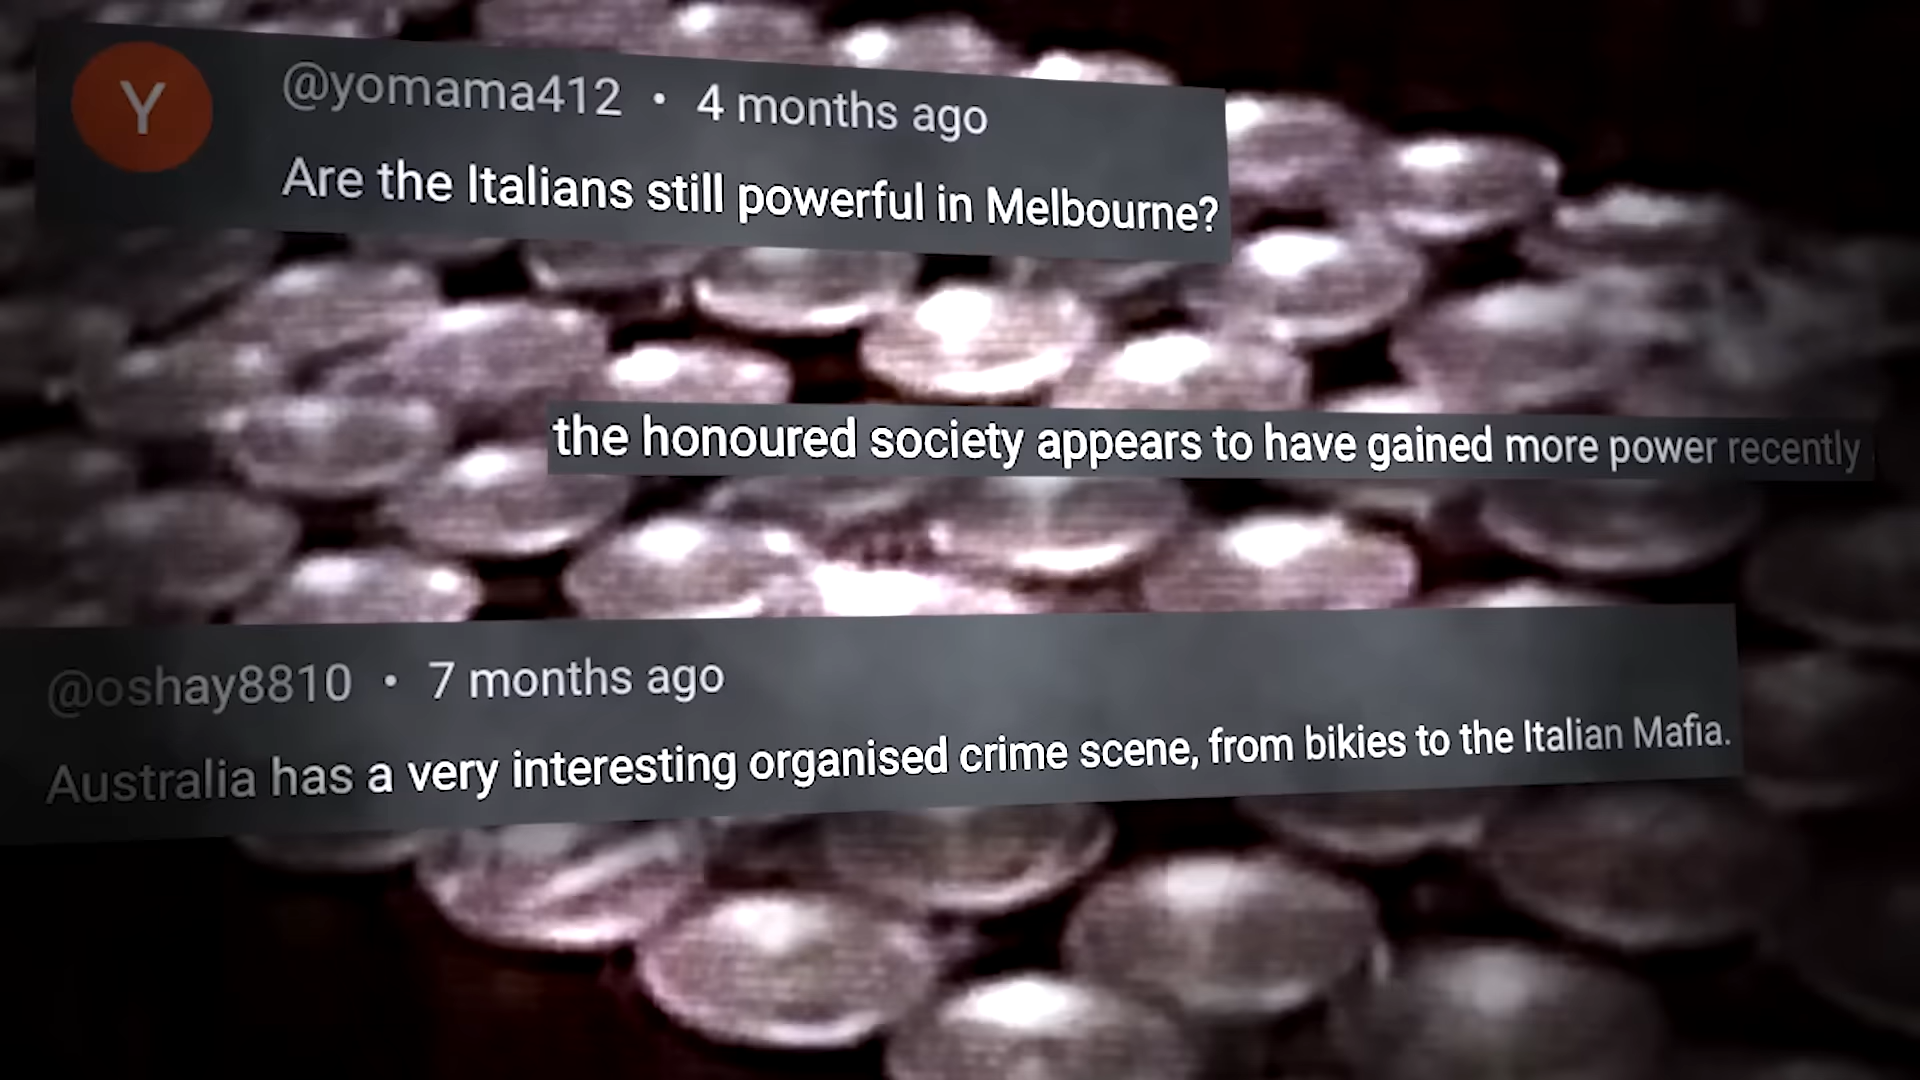 Y
@yomama412 • 4 months ago
Are the Italians still powerful in Melbourne?
the honoured society appears to have gained more power recently
@oshay8810 • 7 months ago
Australia has a very interesting organised crime scene, from bikies to the Italian Mafia.